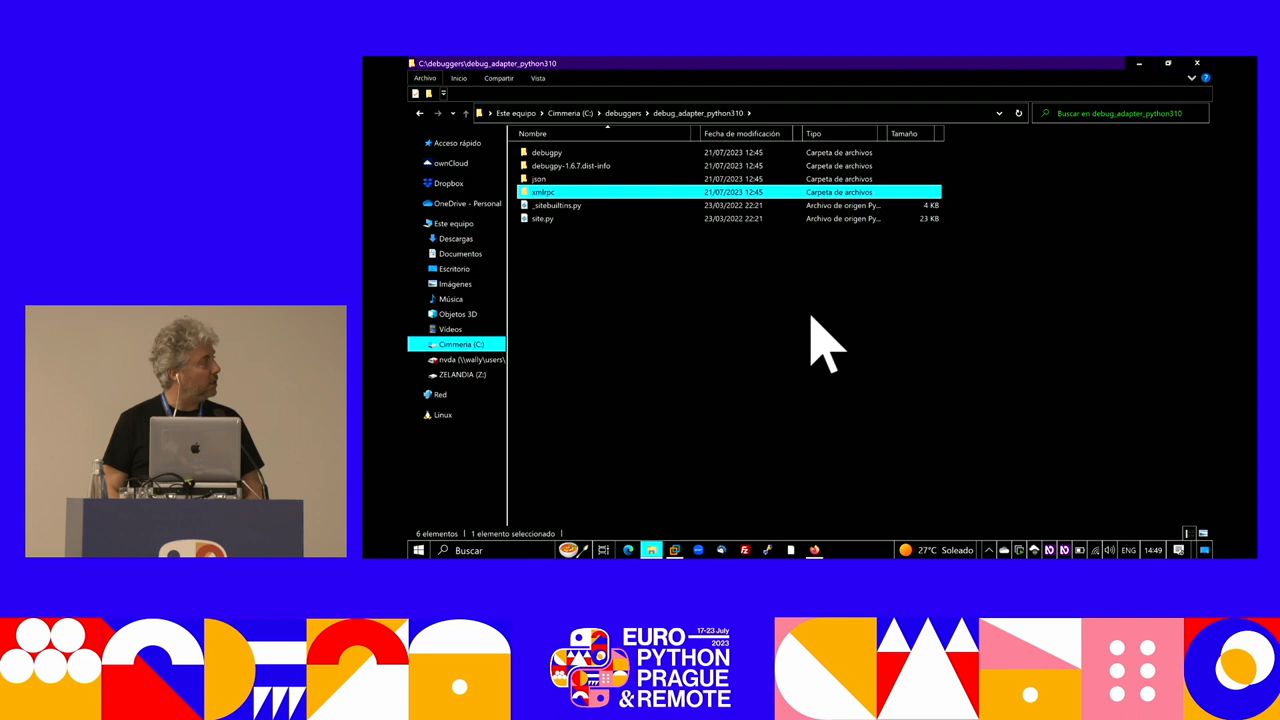 C:\debuggers\debug_adapter_python310
Archivo Inicio Compartir Vista
Este equipo Cimmeria (C:) debuggers debug_adapter_python310
Buscar en debug_adapter_python310
Nombre Fecha de modificación Tipo Tamaño
debugpy 21/07/2023 12:45 Carpeta de archivos
debugpy-1.6.7.dist-info 21/07/2023 12:45 Carpeta de archivos
json 21/07/2023 12:45 Carpeta de archivos
xmlrpc 21/07/2023 12:45 Carpeta de archivos
_sitebuiltins.py 23/03/2022 22:21 Archivo de origen Py... 4 KB
site.py 23/03/2022 22:21 Archivo de origen Py... 23 KB
Acceso rápido
ownCloud
Dropbox
OneDrive - Personal
Este equipo
Descargas
Documentos
Escritorio
Imágenes
Música
Objetos 3D
Vídeos
Cimmeria (C:)
nvda (\\wally\users\
ZELANDIA (Z:)
Red
Linux
6 elementos 1 elemento seleccionado
Buscar
27°C Soleado
ENG
14:49
EURO 17-23 July
2023
PYTHON
PRAGUE
& REMOTE